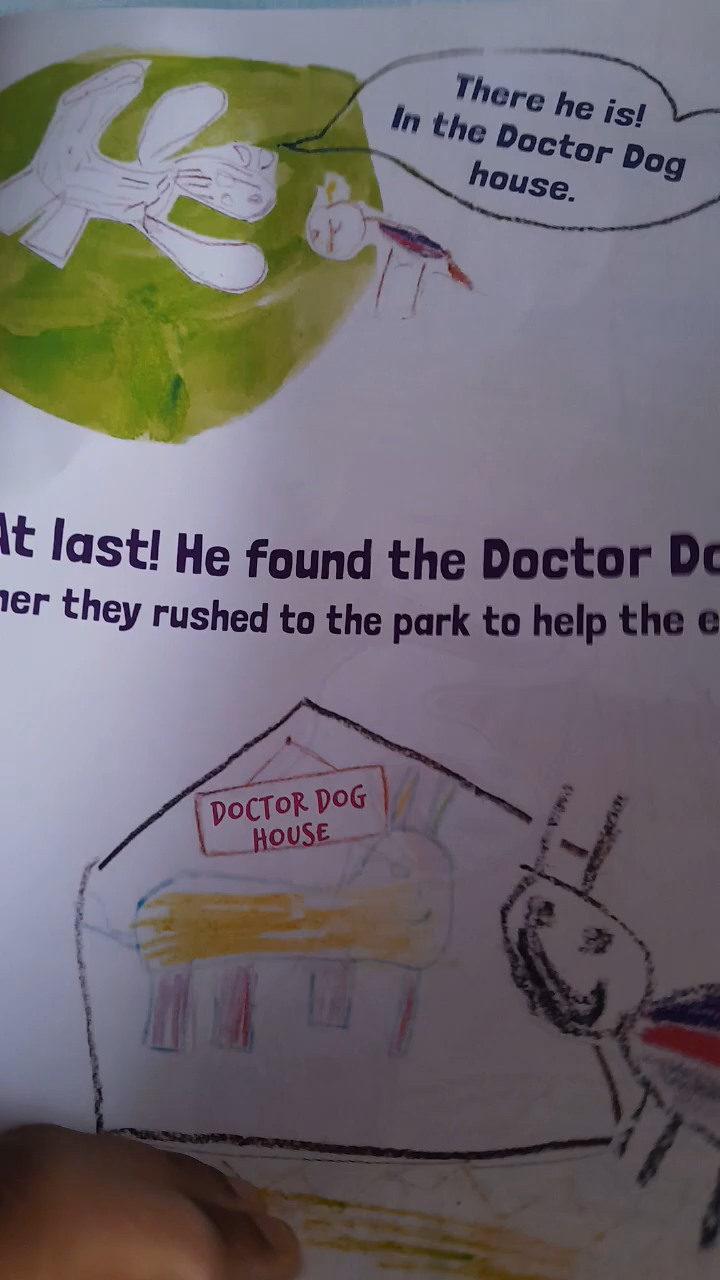 There he is!
In the Doctor Dog
house.
At last! He found the Doctor
they rushed to the park to help the
DOCTOR DOG
HOUSE